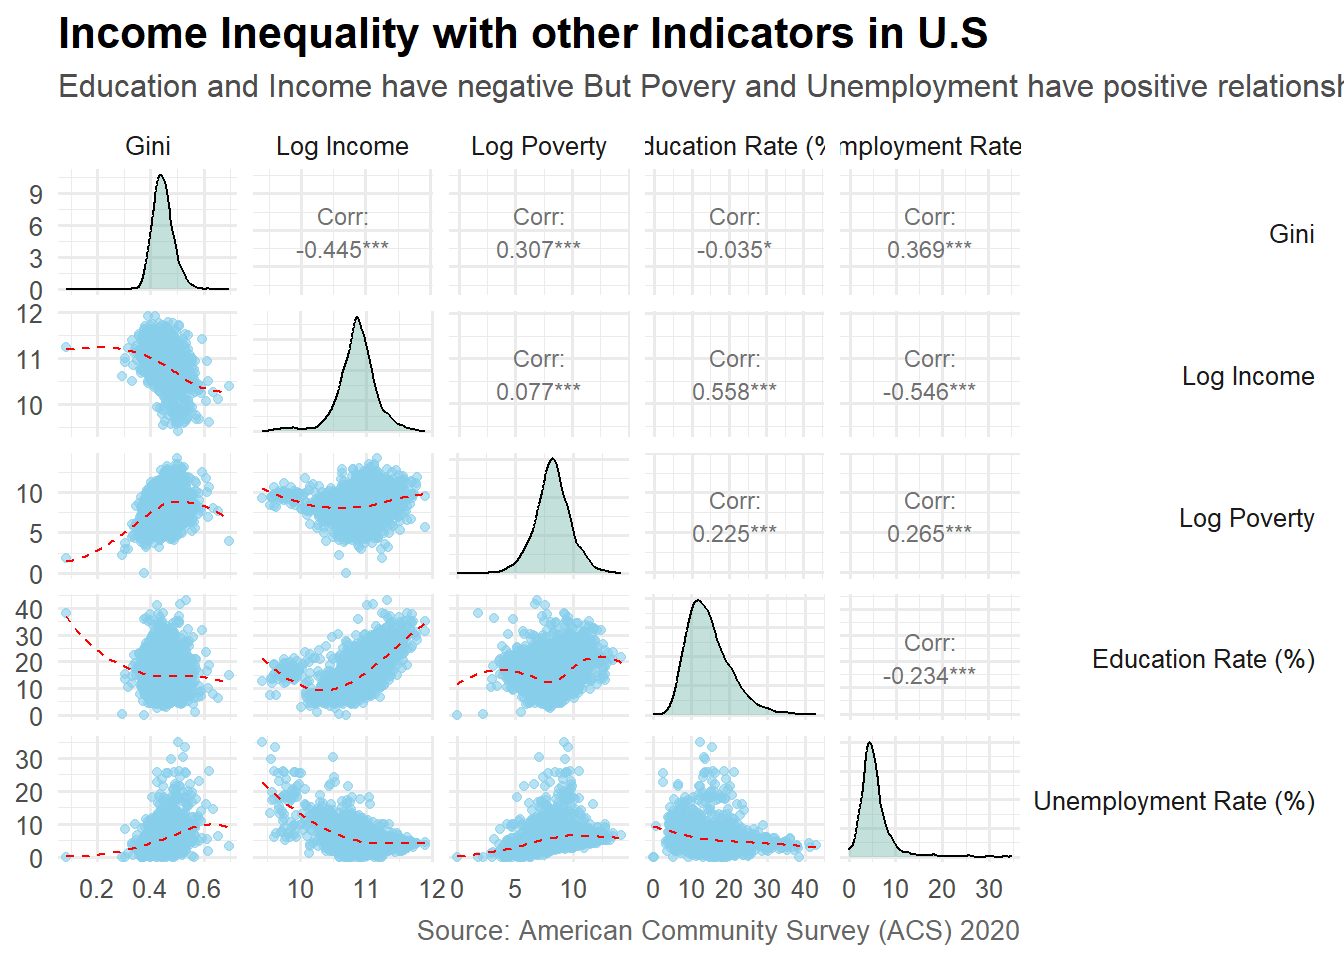 Income Inequality with other Indicators in U.S
Education and Income have negative But Povery and Unemployment have positive relationsh
Gini Log Income Log Poverty ducation Rate (% mployment Rate
9
6
3
0
Corr:
-0.445***
Corr:
0.307***
Corr:
-0.035*
Corr:
0.369***
Gini
12
11
10
Corr:
0.077***
Corr:
0.558***
Corr:
-0.546***
Log Income
10
5
0
Corr:
0.225***
Corr:
0.265***
Log Poverty
40
30
20
10
0
Corr:
-0.234***
Education Rate (%)
30
20
10
0
Unemployment Rate (%)
0.2 0.4 0.6 10 11 12 0 5 10 0 10 20 30 40 0 10 20 30
Source: American Community Survey (ACS) 2020